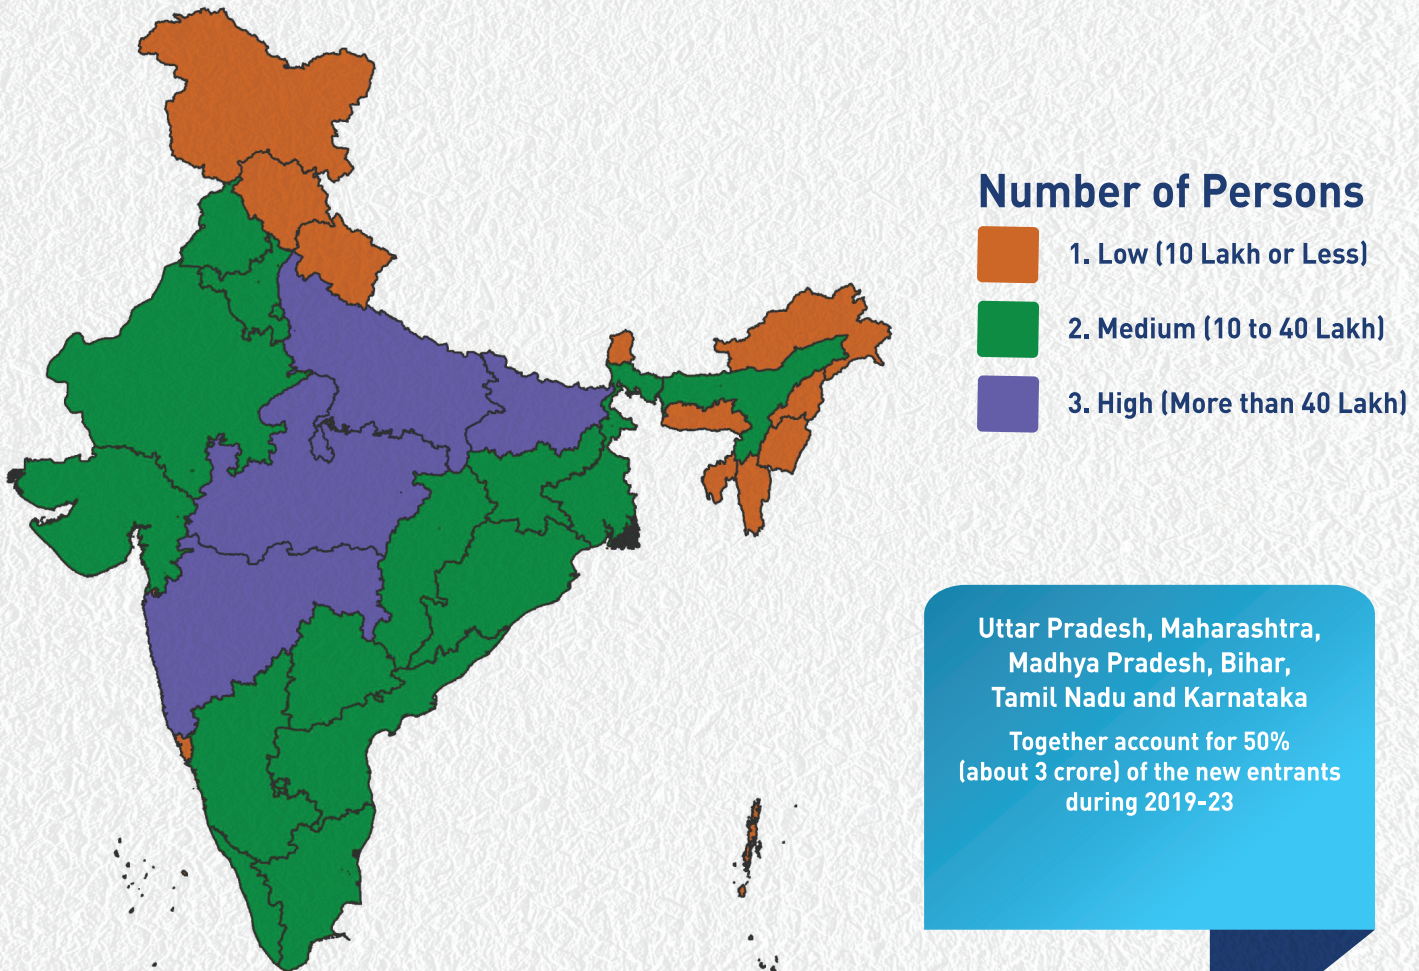 Number of Persons
1. Low (10 Lakh or Less)
2. Medium (10 to 40 Lakh)
3. High (More than 40 Lakh)
Uttar Pradesh, Maharashtra,
Madhya Pradesh, Bihar,
Tamil Nadu and Karnataka
Together account for 50%
(about 3 crore) of the new entrants
during 2019-23